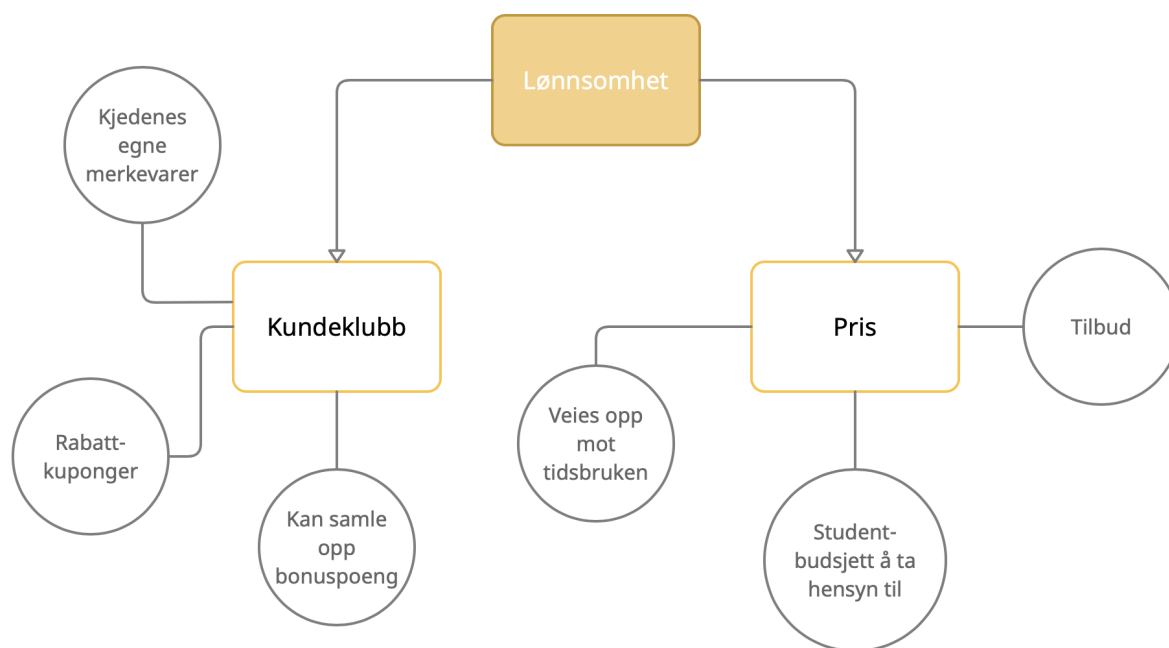 Lønnsomhet
Kjedenes
egne
merkevarer
Kundeklubb
Pris
Tilbud
Rabatt-
kuponger
Kan samle
opp
bonuspoeng
Veies opp
mot
tidsbruken
Student-
budsjett å ta
hensyn til